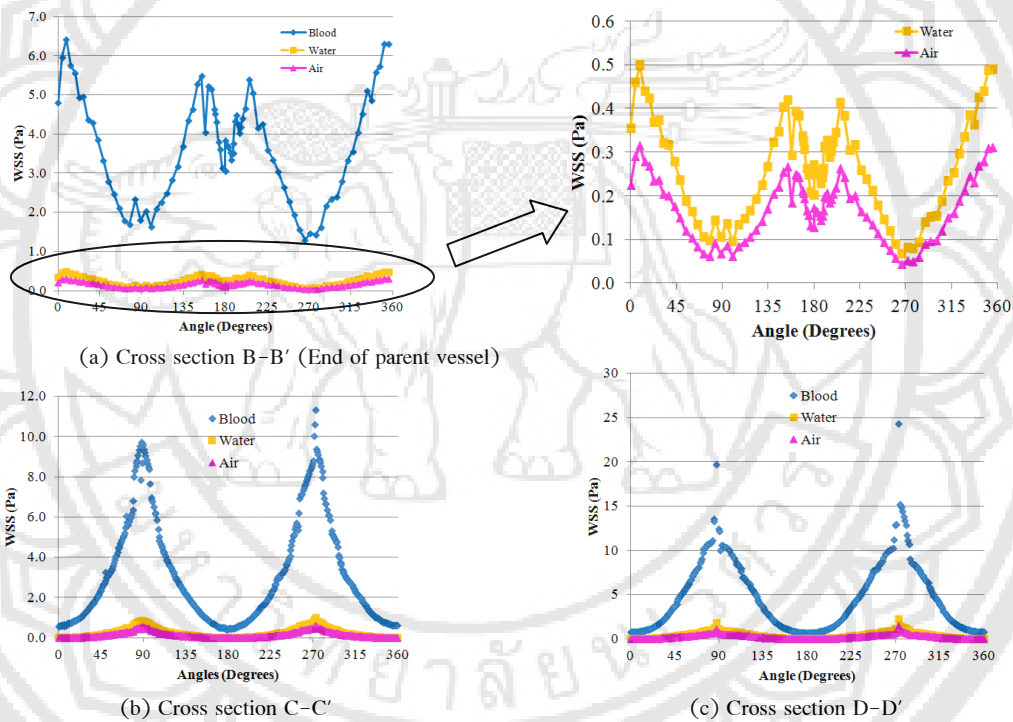 7.0
6.0
5.0
4.0
3.0
2.0
1.0
0.0
WSS (Pa)
Blood
Water
Air
0 45 90 135 180 225 270 315 360
Angle (Degrees)
0.6
0.5
0.4
0.3
0.2
0.1
0.0
WSS (Pa)
Water
Air
0 45 90 135 180 225 270 315 360
Angle (Degrees)
(a) Cross section B-B′ (End of parent vessel)
12.0
10.0
8.0
6.0
4.0
2.0
0.0
WSS (Pa)
Blood
Water
Air
0 45 90 135 180 225 270 315 360
Angles (Degrees)
(b) Cross section C-C′
30
25
20
15
10
5
0
WSS (Pa)
Blood
Water
Air
0 45 90 135 180 225 270 315 360
Angle (Degrees)
(c) Cross section D-D′